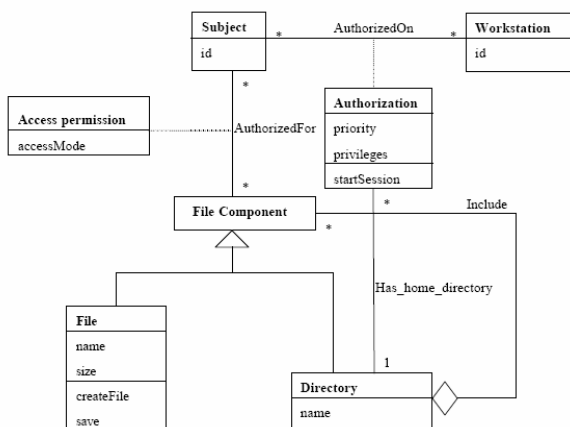 Subject
id
* AuthorizedOn *
Workstation
id
*
Access permission
accessMode
AuthorizedFor
Authorization
priority
privileges
startSession
*
File Component
*
*
Include
Has_home_directory
File
name
size
createFile
save
1
Directory
name